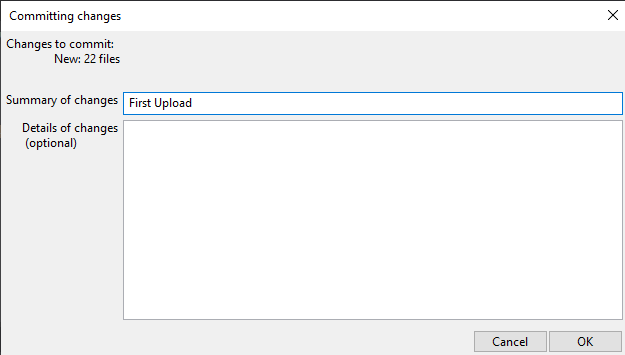 Committing changes
Changes to commit:
New: 22 files
Summary of changes
First Upload
Details of changes
(optional)
Cancel
OK